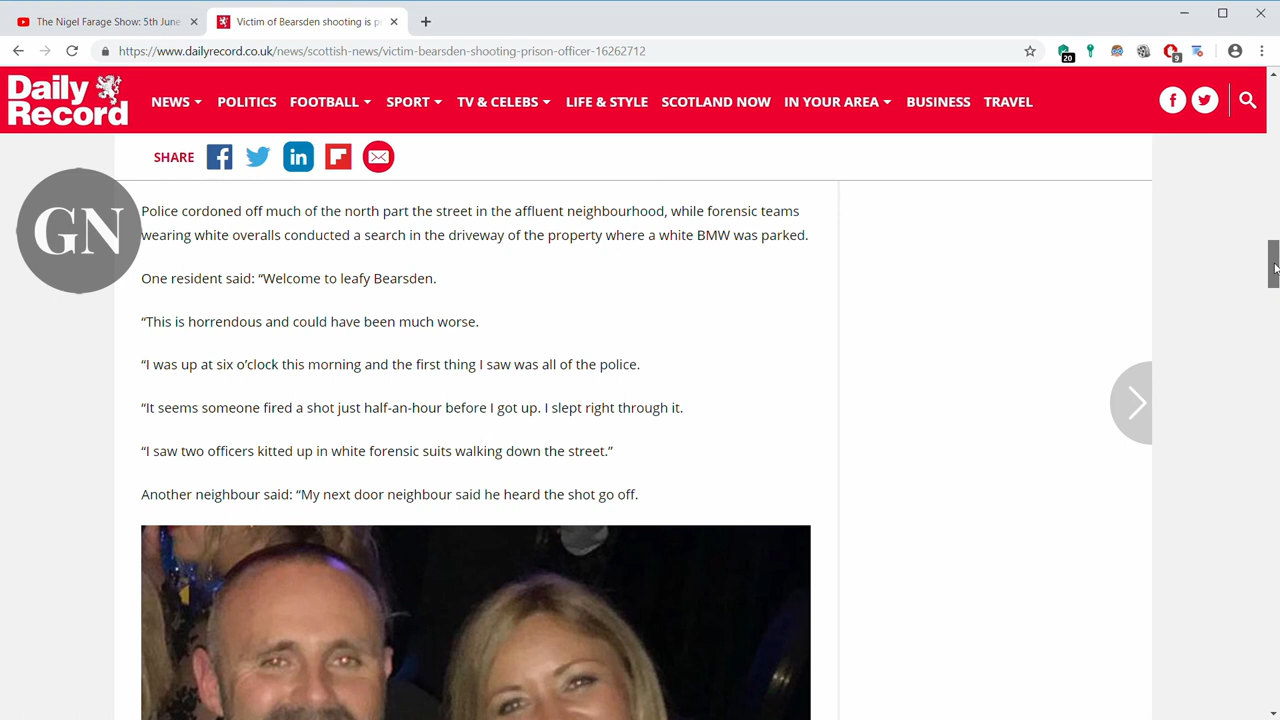 The Nigel Farage Show: 5th June
Victim of Bearsden shooting is pr
https://www.dailyrecord.co.uk/news/scottish-news/victim-bearsden-shooting-prison-officer-16262712
20
9
Daily
Record
NEWS POLITICS FOOTBALL SPORT TV & CELEBS LIFE & STYLE SCOTLAND NOW IN YOUR AREA BUSINESS TRAVEL
SHARE
GN
Police cordoned off much of the north part the street in the affluent neighbourhood, while forensic teams
wearing white overalls conducted a search in the driveway of the property where a white BMW was parked.
One resident said: “Welcome to leafy Bearsden.
“This is horrendous and could have been much worse.
“I was up at six o’clock this morning and the first thing I saw was all of the police.
“It seems someone fired a shot just half-an-hour before I got up. I slept right through it.
“I saw two officers kitted up in white forensic suits walking down the street.”
Another neighbour said: “My next door neighbour said he heard the shot go off.